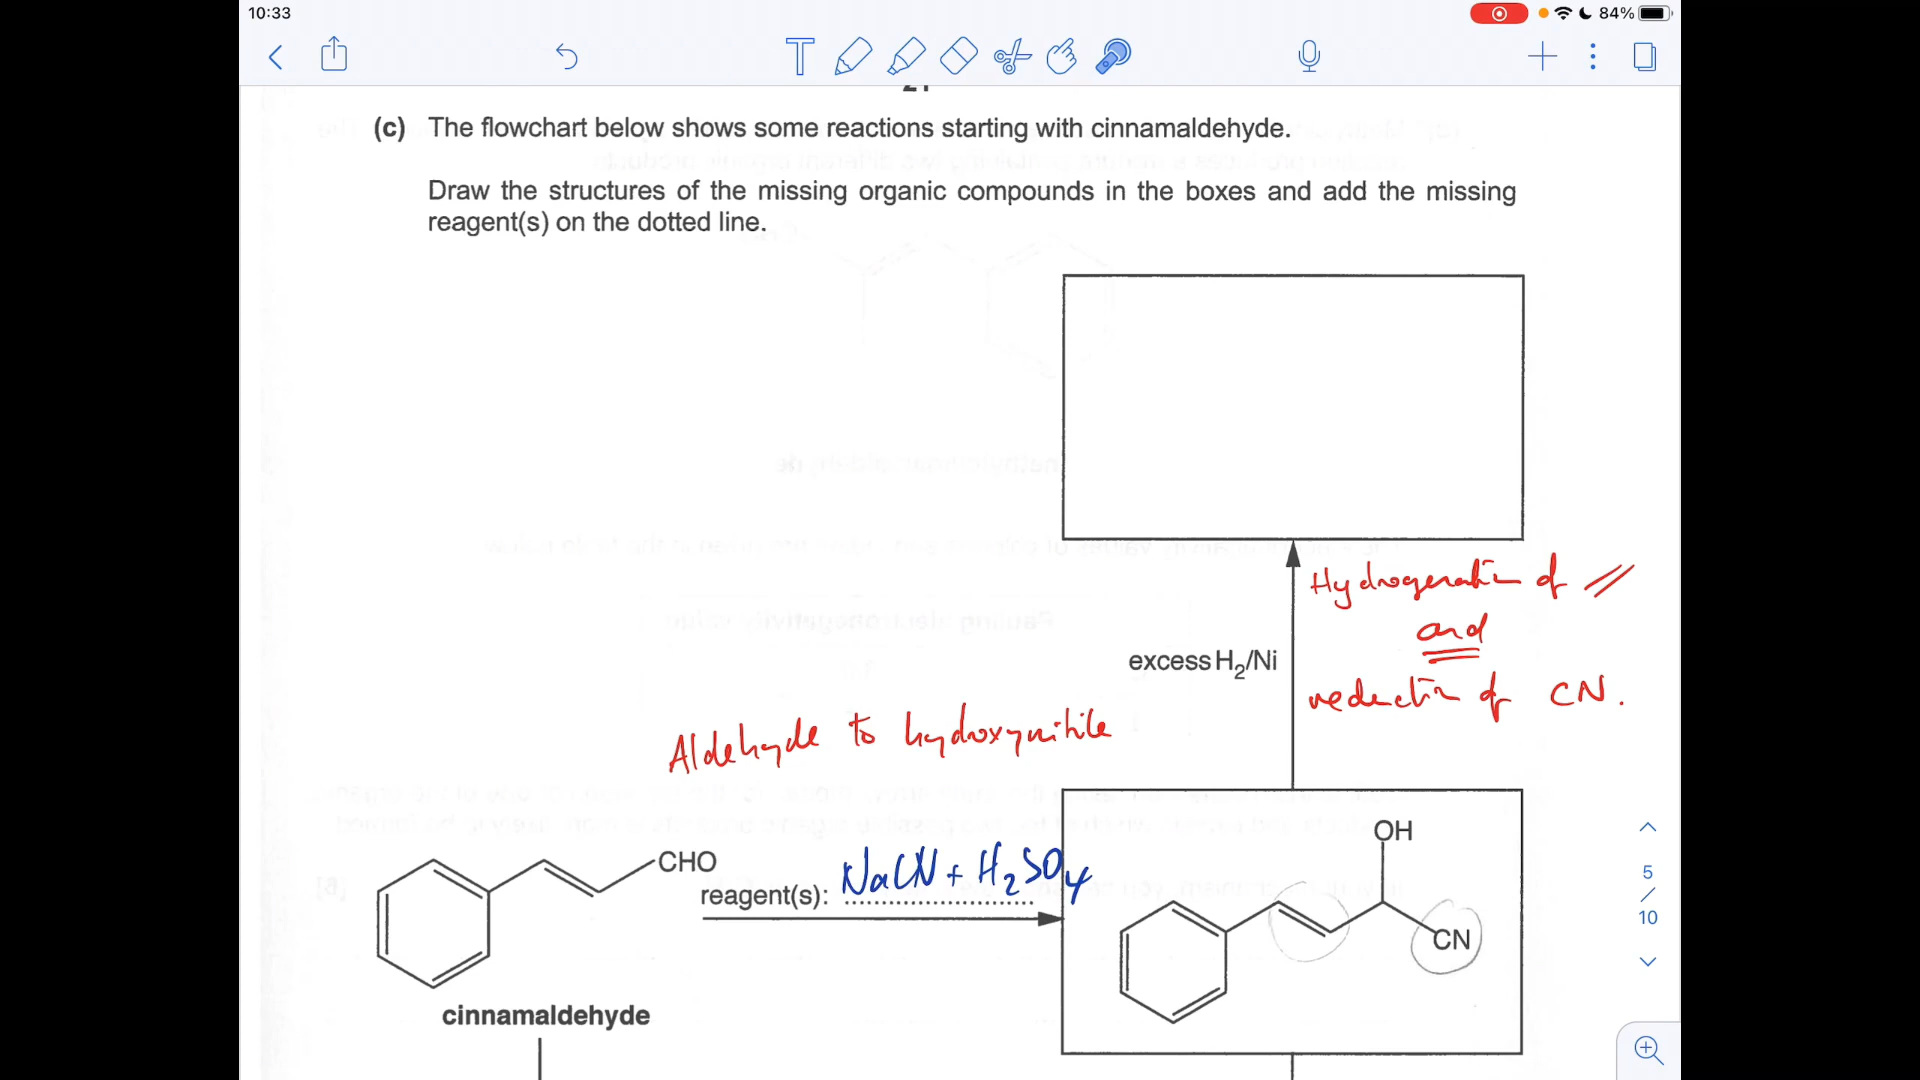 10:33
84%
(c) The flowchart below shows some reactions starting with cinnamaldehyde.
Draw the structures of the missing organic compounds in the boxes and add the missing
reagent(s) on the dotted line.
Hydrogenation of //
and
excess H₂/Ni
reduction of CN.
Aldehyde to hydroxynitile
OH
CHO
reagent(s): NaCN + H₂SO₄
CN
cinnamaldehyde
5
/
10